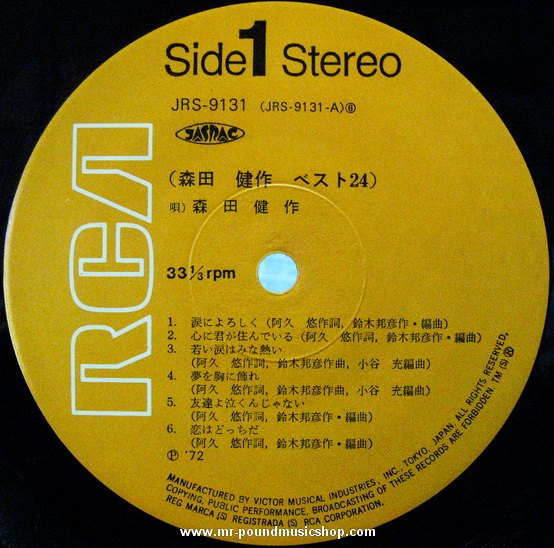 Side 1 Stereo
JRS-9131 (JRS-9131-A)Ⓑ
JASRAC
RCA
(森田 健作 ベスト24)
唄) 森田健作
33⅓rpm
1. 涙によろしく (阿久 悠作詞, 鈴木邦彦作・編曲)
2. 心に君が住んでいる (阿久 悠作詞, 鈴木邦彦作・編曲)
3. 若い涙はみな熱い
(阿久 悠作詞, 鈴木邦彦作曲, 小谷 充編曲)
4. 夢を胸に飾れ
(阿久 悠作詞, 鈴木邦彦作曲, 小谷 充編曲)
5. 友達よ泣くんじゃない
(阿久 悠作詞, 鈴木邦彦作・編曲)
6. 恋はどっちだ
(阿久 悠作詞, 鈴木邦彦作・編曲)
Ⓟ '72
MANUFACTURED BY VICTOR MUSICAL INDUSTRIES, INC., TOKYO, JAPAN. ALL RIGHTS RESERVED.
COPYING, PUBLIC PERFORMANCE, BROADCASTING OF THESE RECORDS ARE FORBIDDEN. TM (S) Ⓡ
REG MARCA (S) REGISTRADA (S) RCA CORPORATION.
www.mr-poundmusicshop.com